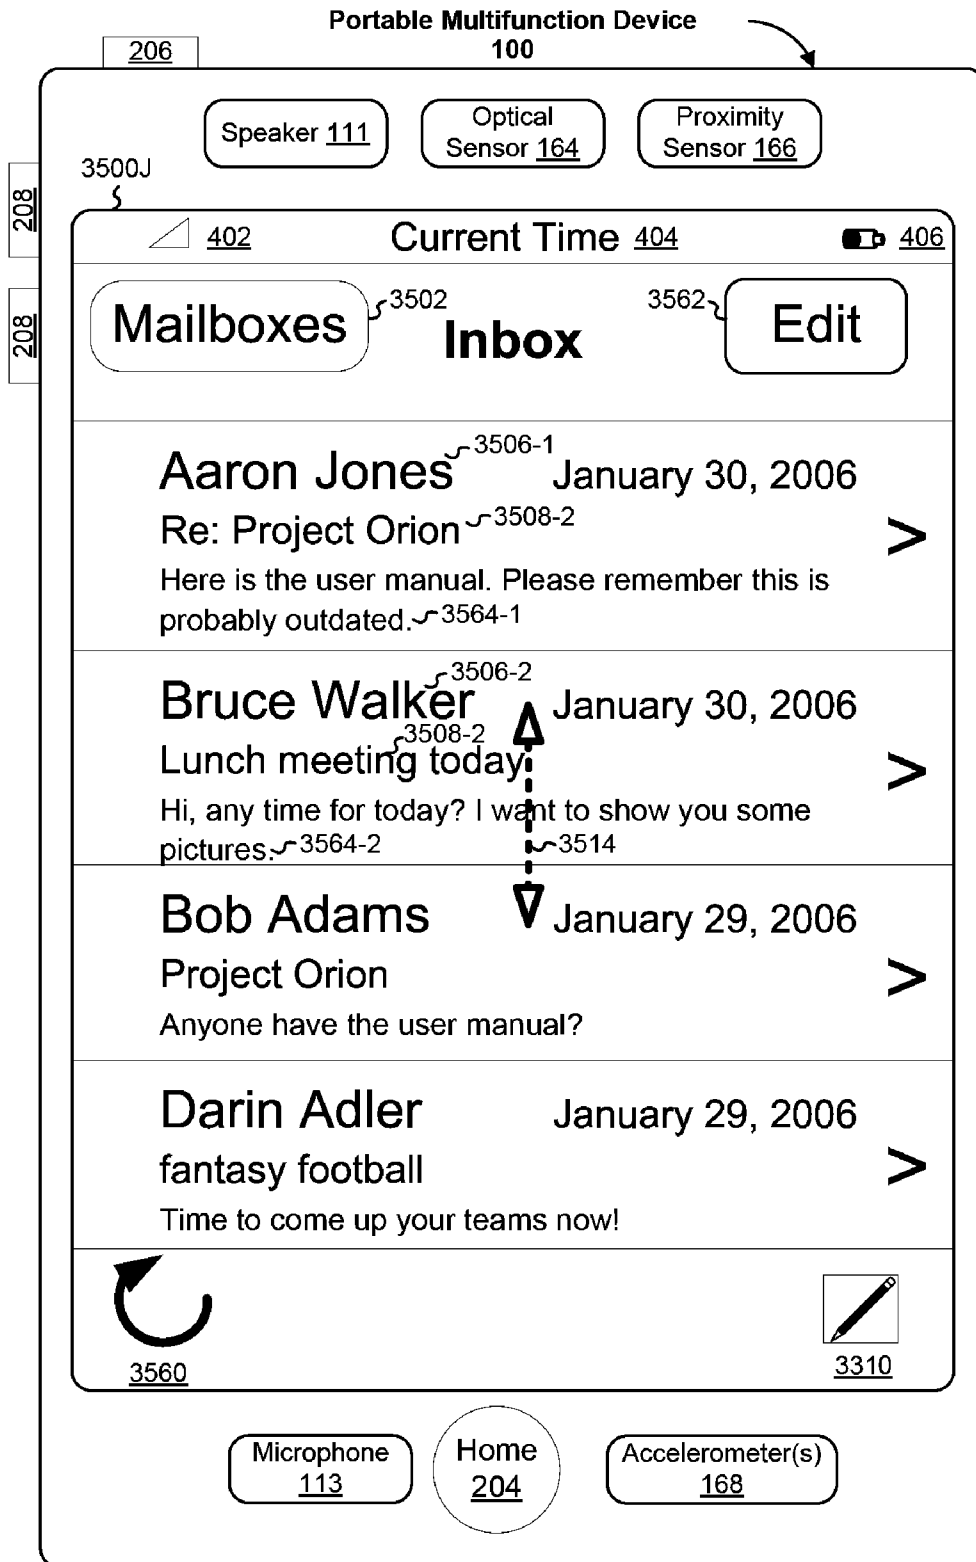 Portable Multifunction Device
100
206
Speaker 111
Optical
Sensor 164
Proximity
Sensor 166
208
208
3500J
402
Current Time 404
406
Mailboxes
3502
Inbox
3562
Edit
Aaron Jones
3506-1
January 30, 2006
Re: Project Orion
3508-2
>
Here is the user manual. Please remember this is
probably outdated.
3564-1
Bruce Walker
3506-2
January 30, 2006
3508-2
Lunch meeting today
>
Hi, any time for today? I want to show you some
pictures.
3564-2
3514
Bob Adams
January 29, 2006
Project Orion
>
Anyone have the user manual?
Darin Adler
January 29, 2006
fantasy football
>
Time to come up your teams now!
3560
3310
Microphone
113
Home
204
Accelerometer(s)
168